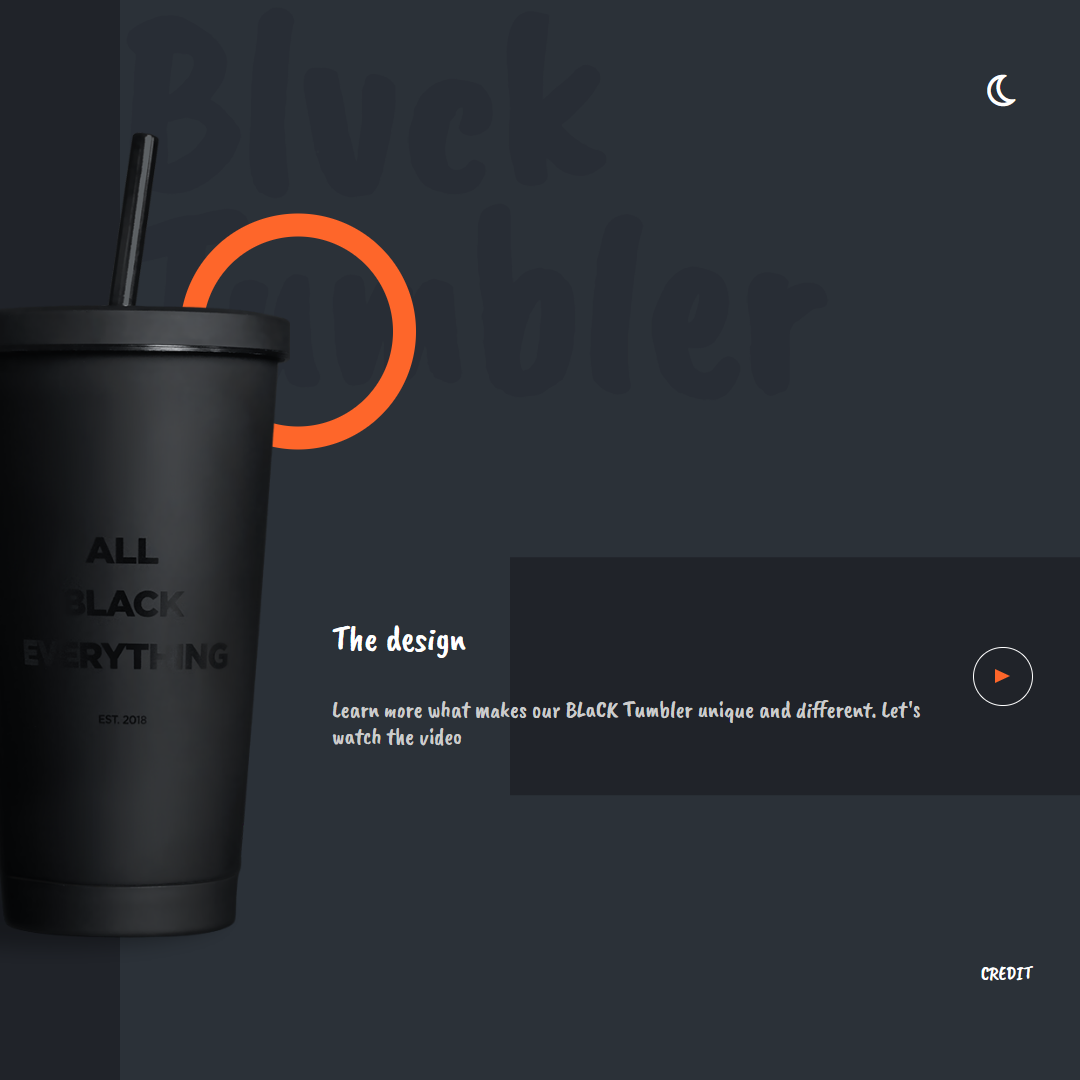 Blvck
Tumbler
ALL
BLACK
EVERYTHING
EST. 2018
The design
Learn more what makes our BLaCK Tumbler unique and different. Let's
watch the video
CREDIT